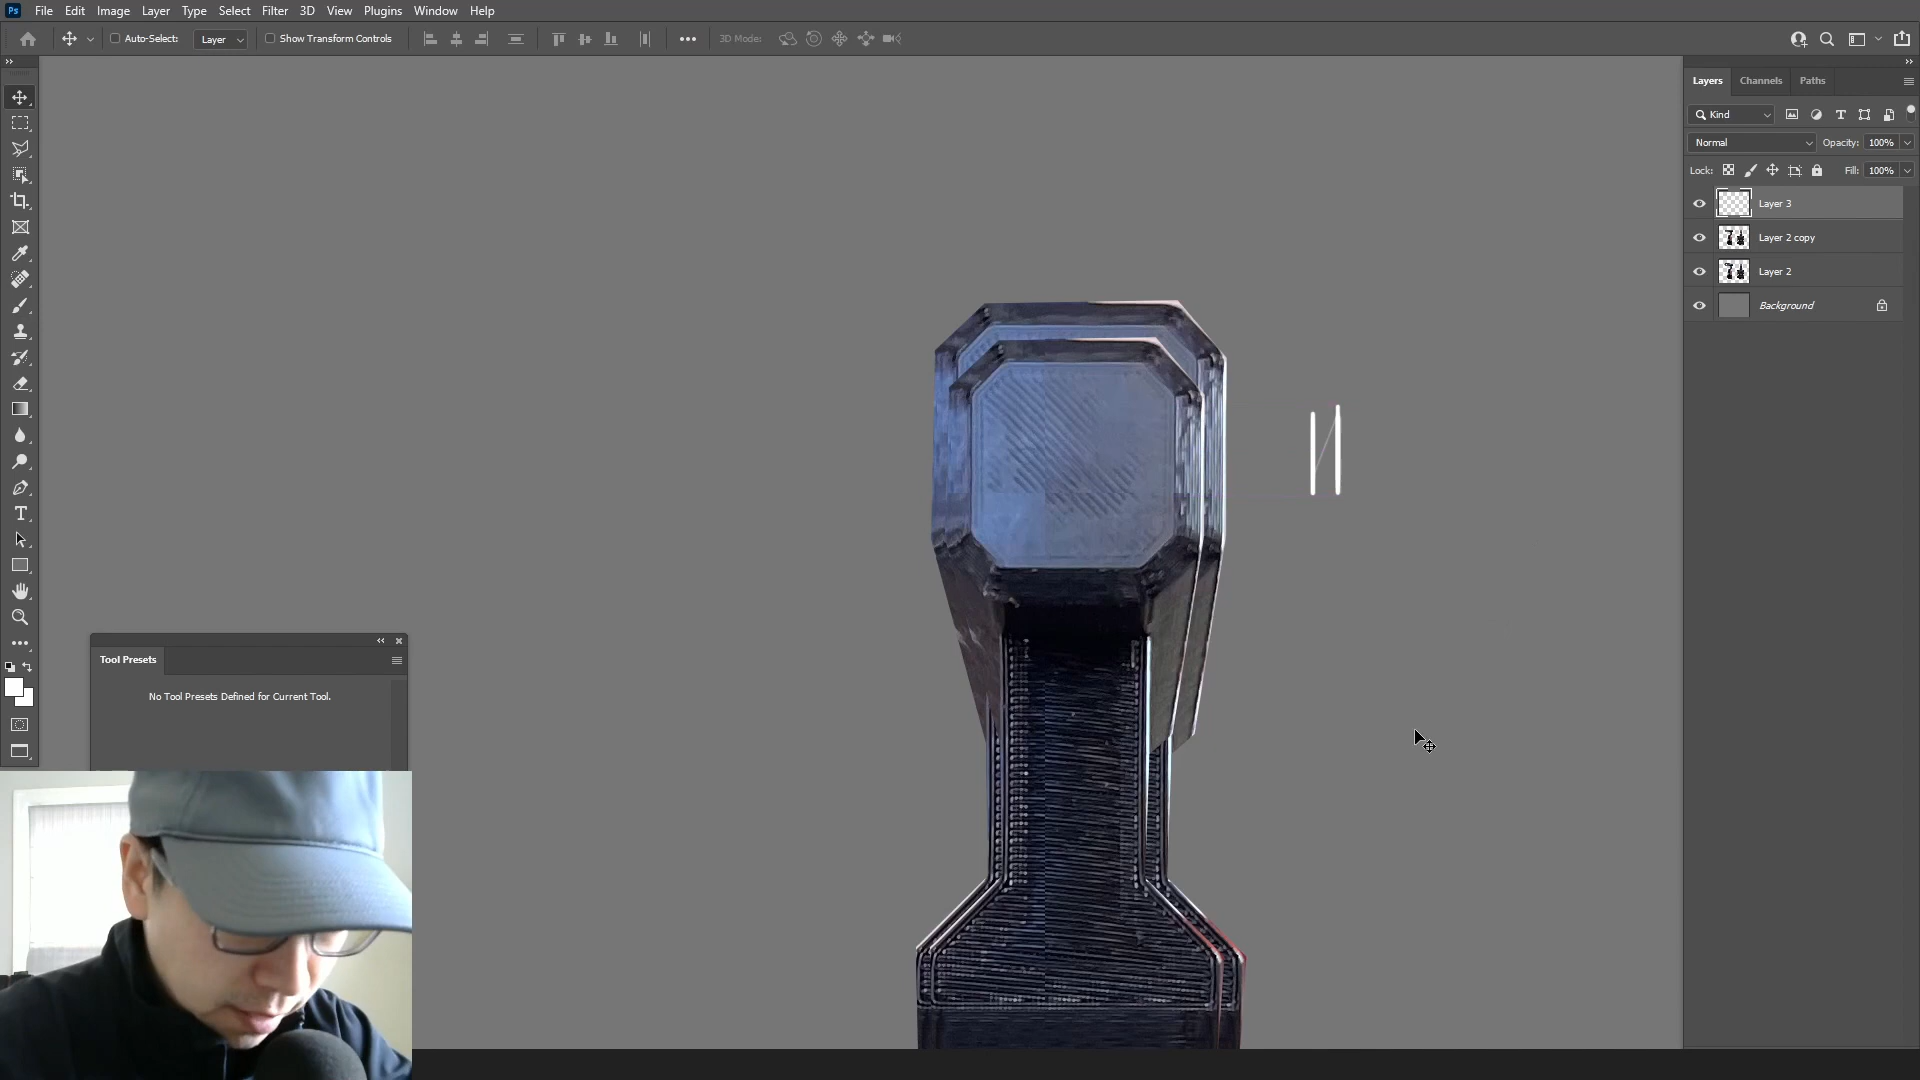 Ps File Edit Image Layer Type Select Filter 3D View Plugins Window Help
Auto-Select: Layer Show Transform Controls 3D Mode:
Layers Channels Paths
Kind
Normal Opacity: 100%
Lock: Fill: 100%
Layer 3
Layer 2 copy
Layer 2
Background
Tool Presets
No Tool Presets Defined for Current Tool.